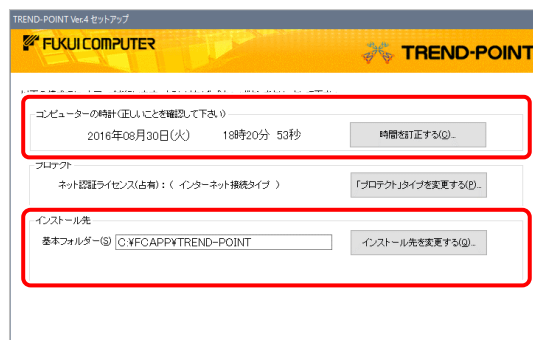 TREND-POINT Ver.4 セットアップ
FUKUI COMPUTER
TREND-POINT
コンピューターの時計(正しいことを確認して下さい)
2016年08月30日(火) 18時20分 53秒 時間を訂正する(C)...
プロテクト
ネット認証ライセンス(占有):( インターネット接続タイプ ) 「プロテクト」タイプを変更する(P)...
インストール先
基本フォルダー(S) C:¥FCAPP¥TREND-POINT インストール先を変更する(Q)...